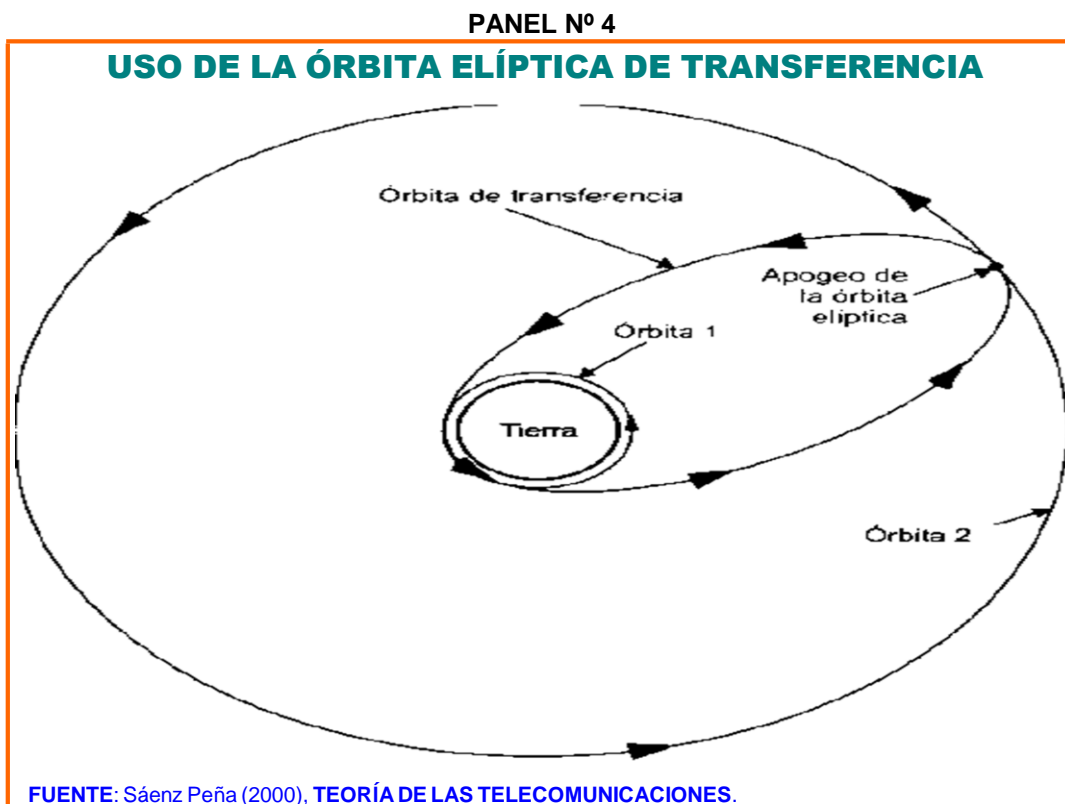 PANEL Nº 4
USO DE LA ÓRBITA ELÍPTICA DE TRANSFERENCIA
Órbita de transferencia
Apogeo de
la órbita
elíptica
Órbita 1
Tierra
Órbita 2
FUENTE: Sáenz Peña (2000), TEORÍA DE LAS TELECOMUNICACIONES.